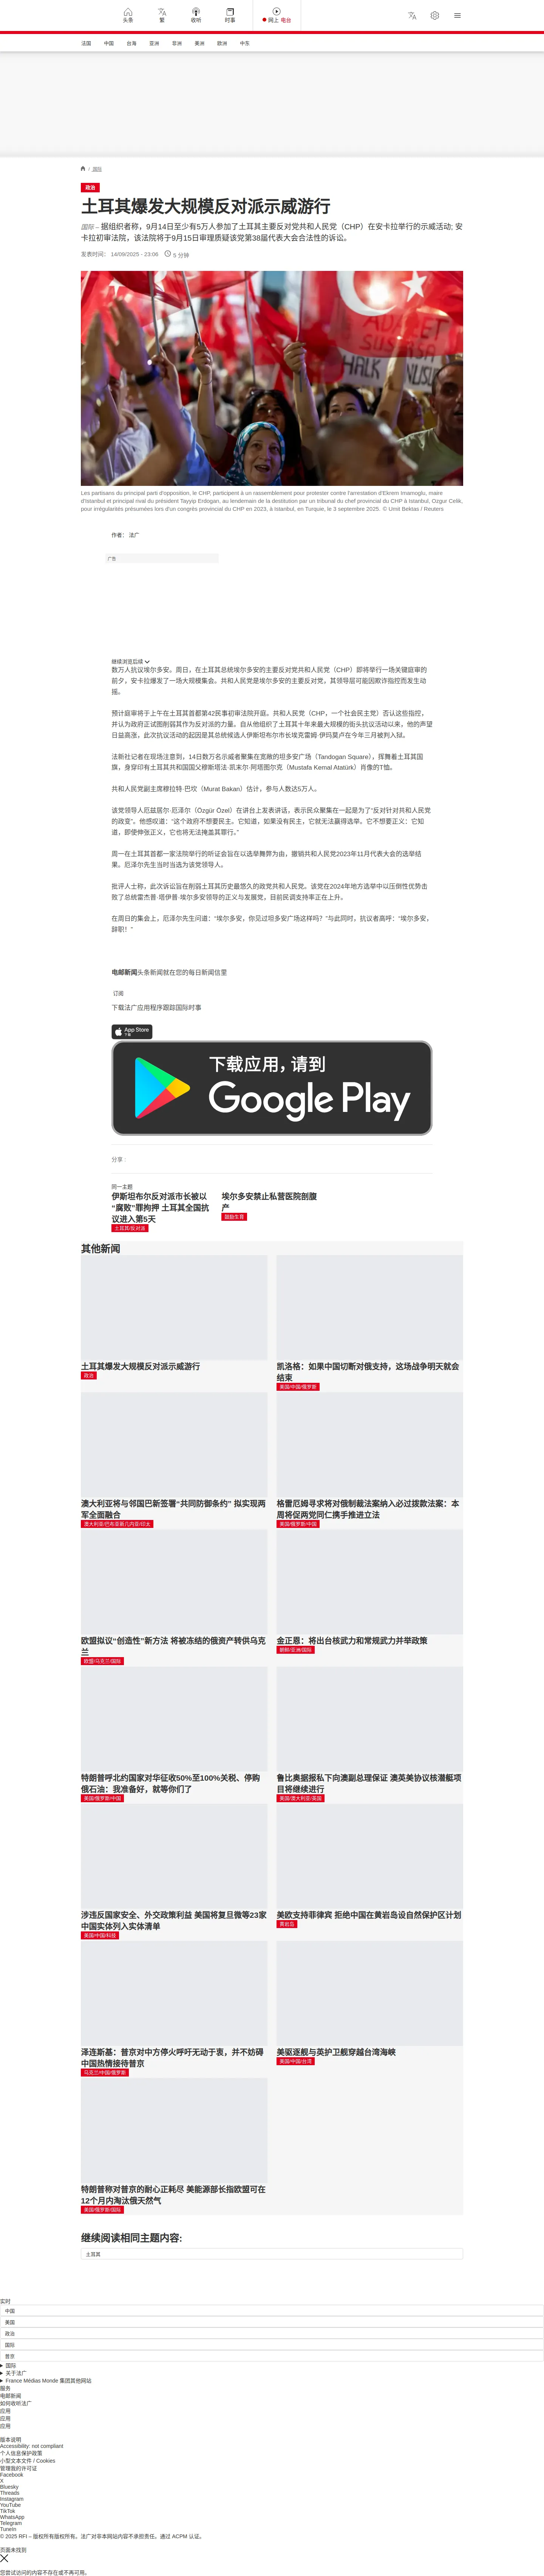 头条
繁
收听
时事
网上 电台
法国
中国
台海
亚洲
非洲
美洲
欧洲
中东
/ 国际
政治
土耳其爆发大规模反对派示威游行
国际 – 据组织者称，9月14日至少有5万人参加了土耳其主要反对党共和人民党（CHP）在安卡拉举行的示威活动; 安
卡拉初审法院，该法院将于9月15日审理质疑该党第38届代表大会合法性的诉讼。
发表时间： 14/09/2025 - 23:06 5 分钟
Les partisans du principal parti d'opposition, le CHP, participent à un rassemblement pour protester contre l'arrestation d'Ekrem Imamoglu, maire
d'Istanbul et principal rival du président Tayyip Erdogan, au lendemain de la destitution par un tribunal du chef provincial du CHP à Istanbul, Ozgur Celik,
pour irrégularités présumées lors d'un congrès provincial du CHP en 2023, à Istanbul, en Turquie, le 3 septembre 2025. © Umit Bektas / Reuters
作者： 法广
广告
继续浏览后续
数万人抗议埃尔多安。周日，在土耳其总统埃尔多安的主要反对党共和人民党（CHP）即将举行一场关键庭审的
前夕，安卡拉爆发了一场大规模集会。共和人民党是埃尔多安的主要反对党，其领导层可能因欺诈指控而发生动
摇。
预计庭审将于上午在土耳其首都第42民事初审法院开庭。共和人民党（CHP，一个社会民主党）否认这些指控，
并认为政府正试图削弱其作为反对派的力量。自从他组织了土耳其十年来最大规模的街头抗议活动以来，他的声望
日益高涨，此次抗议活动的起因是其总统候选人伊斯坦布尔市长埃克雷姆·伊玛莫卢在今年三月被判入狱。
法新社记者在现场注意到，14日数万名示威者聚集在宽敞的坦多安广场（Tandogan Square），挥舞着土耳其国
旗，身穿印有土耳其共和国国父穆斯塔法·凯末尔·阿塔图尔克（Mustafa Kemal Atatürk）肖像的T恤。
共和人民党副主席穆拉特·巴坎（Murat Bakan）估计，参与人数达5万人。
该党领导人厄兹居尔·厄泽尔（Özgür Özel）在讲台上发表讲话，表示民众聚集在一起是为了“反对针对共和人民党
的政变”。他感叹道：“这个政府不想要民主。它知道，如果没有民主，它就无法赢得选举。它不想要正义：它知
道，即使伸张正义，它也将无法掩盖其罪行。”
周一在土耳其首都一家法院举行的听证会旨在以选举舞弊为由，撤销共和人民党2023年11月代表大会的选举结
果。厄泽尔先生当时当选为该党领导人。
批评人士称，此次诉讼旨在削弱土耳其历史最悠久的政党共和人民党。该党在2024年地方选举中以压倒性优势击
败了总统雷杰普·塔伊普·埃尔多安领导的正义与发展党，目前民调支持率正在上升。
在周日的集会上，厄泽尔先生问道：“埃尔多安，你见过坦多安广场这样吗？”与此同时，抗议者高呼：“埃尔多安，
辞职！”
电邮新闻头条新闻就在您的每日新闻信里
订阅
下载法广应用程序跟踪国际时事
App Store
下载应用，请到
Google Play
分享 :
同一主题
伊斯坦布尔反对派市长被以
“腐败”罪拘押 土耳其全国抗
议进入第5天
土耳其/反对派
埃尔多安禁止私营医院剖腹
产
鼓励生育
其他新闻
土耳其爆发大规模反对派示威游行
政治
凯洛格：如果中国切断对俄支持，这场战争明天就会
结束
美国/中国/俄罗斯
澳大利亚将与邻国巴新签署“共同防御条约” 拟实现两
军全面融合
澳大利亚/巴布亚新几内亚/印太
格雷厄姆寻求将对俄制裁法案纳入必过拨款法案：本
周将促两党同仁携手推进立法
美国/俄罗斯/中国
欧盟拟议“创造性”新方法 将被冻结的俄资产转供乌克
兰
欧盟/乌克兰/国际
金正恩：将出台核武力和常规武力并举政策
朝鲜/亚洲/国际
特朗普呼北约国家对华征收50%至100%关税、停购
俄石油：我准备好，就等你们了
美国/俄罗斯/中国
鲁比奥据报私下向澳副总理保证 澳英美协议核潜艇项
目将继续进行
美国/澳大利亚/英国
涉违反国家安全、外交政策利益 美国将复旦微等23家
中国实体列入实体清单
美国/中国/科技
美欧支持菲律宾 拒绝中国在黄岩岛设自然保护区计划
黄岩岛
泽连斯基：普京对中方停火呼吁无动于衷，并不妨碍
中国热情接待普京
乌克兰/中国/俄罗斯
美驱逐舰与英护卫舰穿越台湾海峡
美国/中国/台湾
特朗普称对普京的耐心正耗尽 美能源部长指欧盟可在
12个月内淘汰俄天然气
美国/俄罗斯/国际
继续阅读相同主题内容:
土耳其
实时
中国
美国
政治
国际
普京
国际
关于法广
France Médias Monde 集团其他网站
服务
电邮新闻
如何收听法广
应用
应用
应用
版本说明
Accessibility: not compliant
个人信息保护政策
小型文本文件 / Cookies
管理我的许可证
Facebook
X
Bluesky
Threads
Instagram
YouTube
TikTok
WhatsApp
Telegram
TuneIn
© 2025 RFI – 版权所有版权所有。法广对非本网站内容不承担责任。通过 ACPM 认证。
页面未找到
您尝试访问的内容不存在或不再可用。